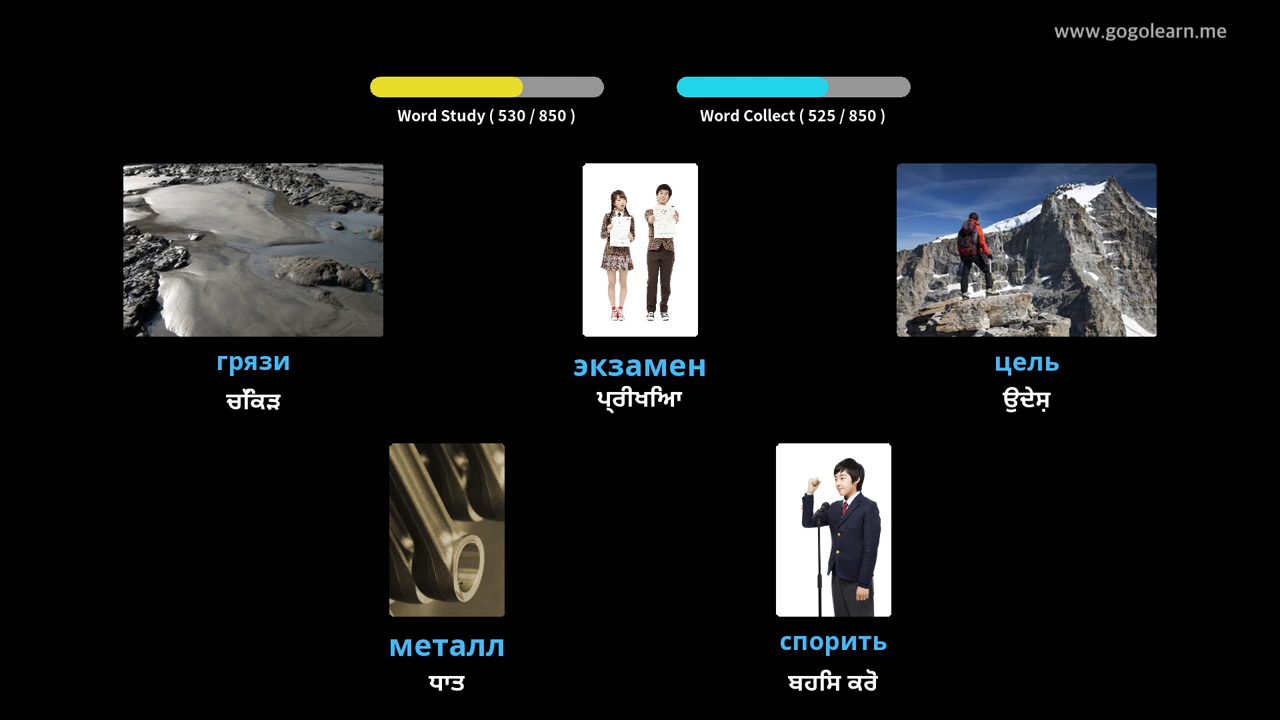 www.gogolearn.me
Word Study ( 530 / 850 )
Word Collect ( 525 / 850 )
грязи
экзамен
цель
ਚਿੱਕੜ
ਪ੍ਰੀਖਿਆ
ਉਦੇਸ਼
металл
спорить
ਧਾਤ
ਬਹਿਸ ਕਰੋ